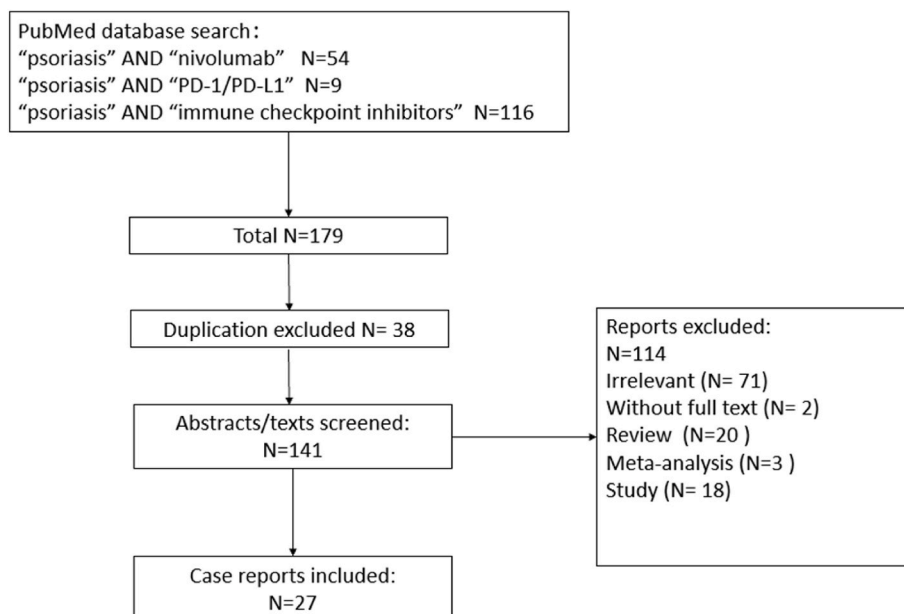 PubMed database search:
“psoriasis” AND “nivolumab” N=54
“psoriasis” AND “PD-1/PD-L1” N=9
“psoriasis” AND “immune checkpoint inhibitors” N=116
Total N=179
Duplication excluded N= 38
Abstracts/texts screened:
N=141
Reports excluded:
N=114
Irrelevant (N= 71)
Without full text (N= 2)
Review (N=20 )
Meta-analysis (N=3 )
Study (N= 18)
Case reports included:
N=27